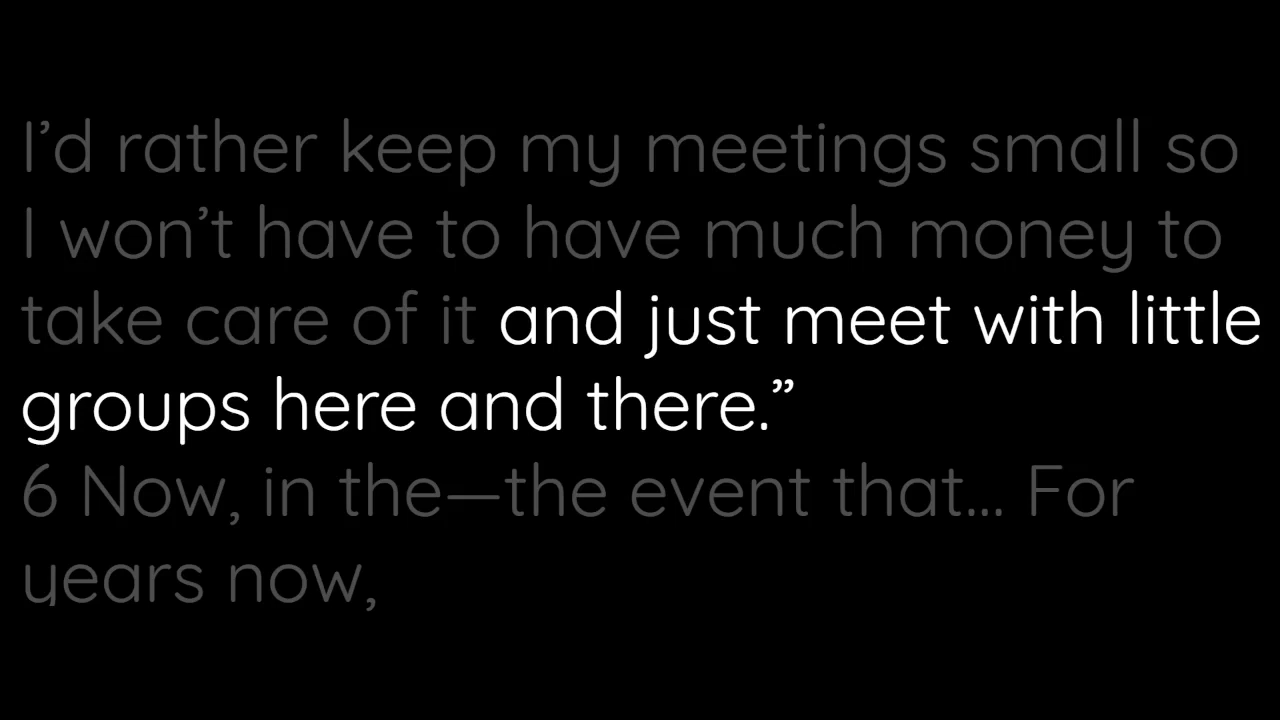 I’d rather keep my meetings small so
I won’t have to have much money to
take care of it and just meet with little
groups here and there.”
6 Now, in the—the event that... For
years now,